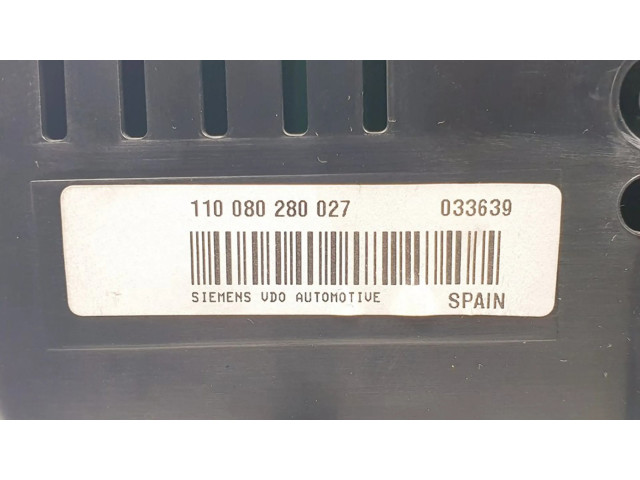 110 080 280 027 033639
SIEMENS VDO AUTOMOTIVE SPAIN